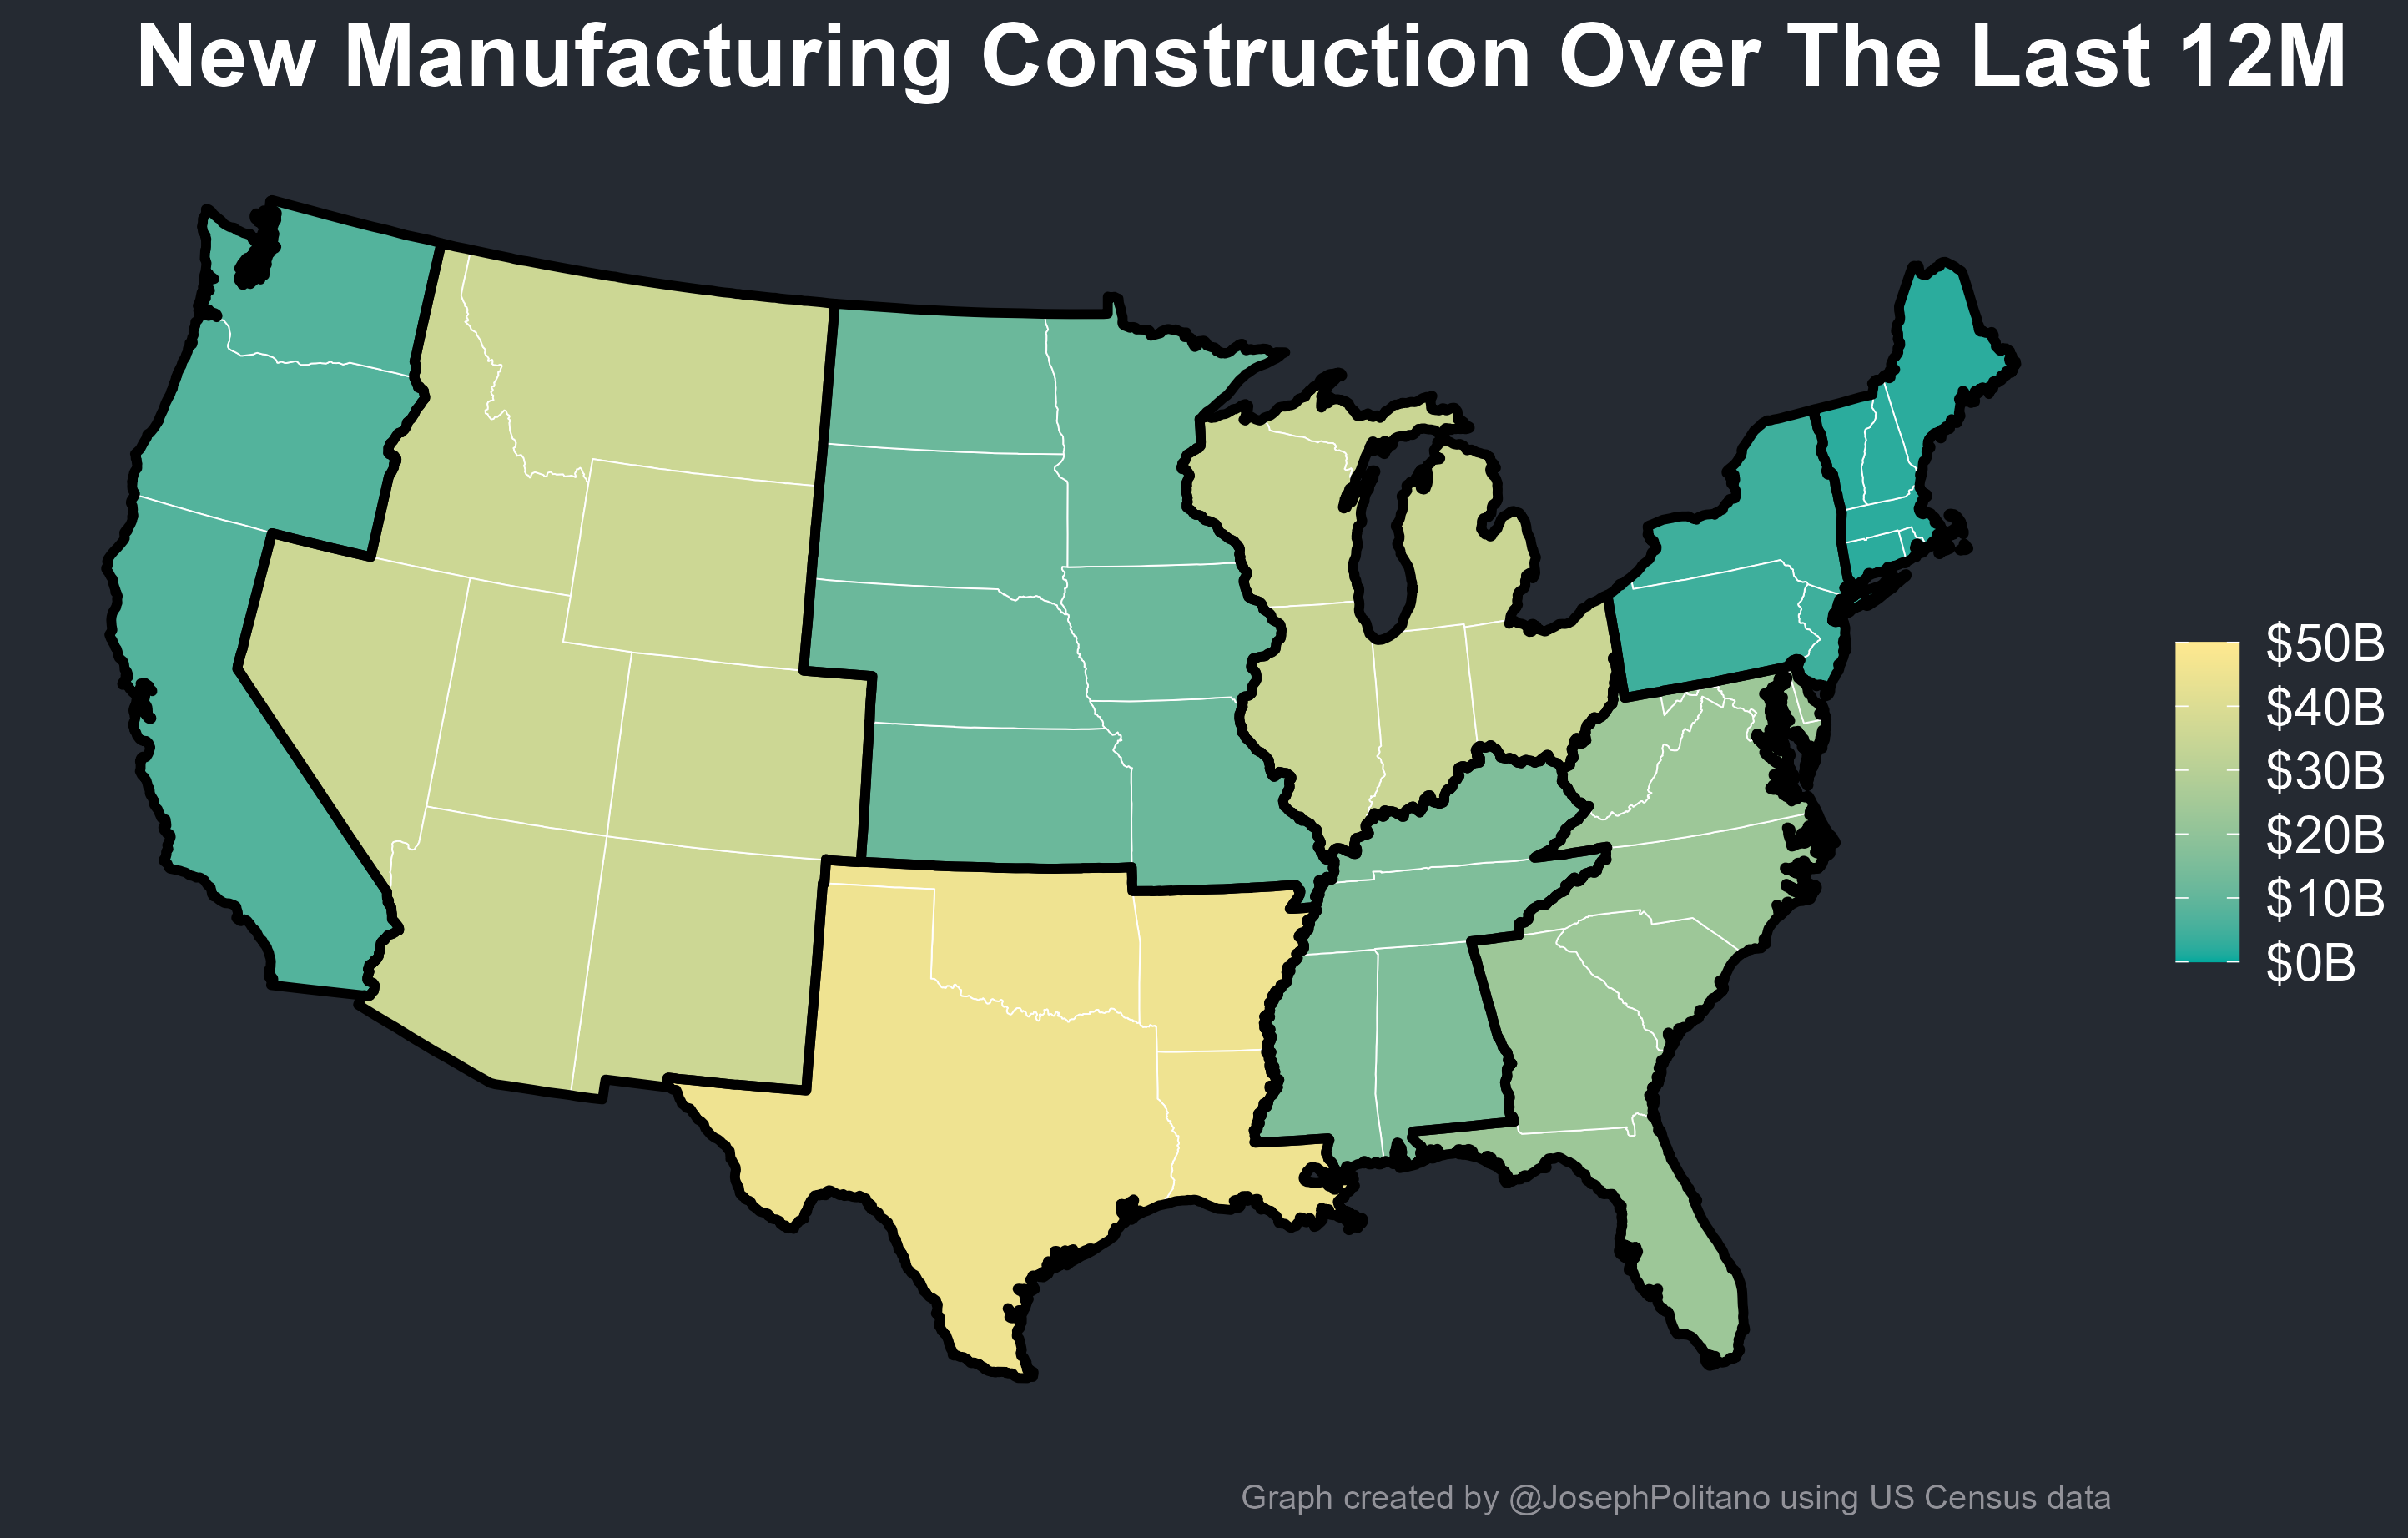 New Manufacturing Construction Over The Last 12M
$50B
$40B
$30B
$20B
$10B
$0B
Graph created by @JosephPolitano using US Census data